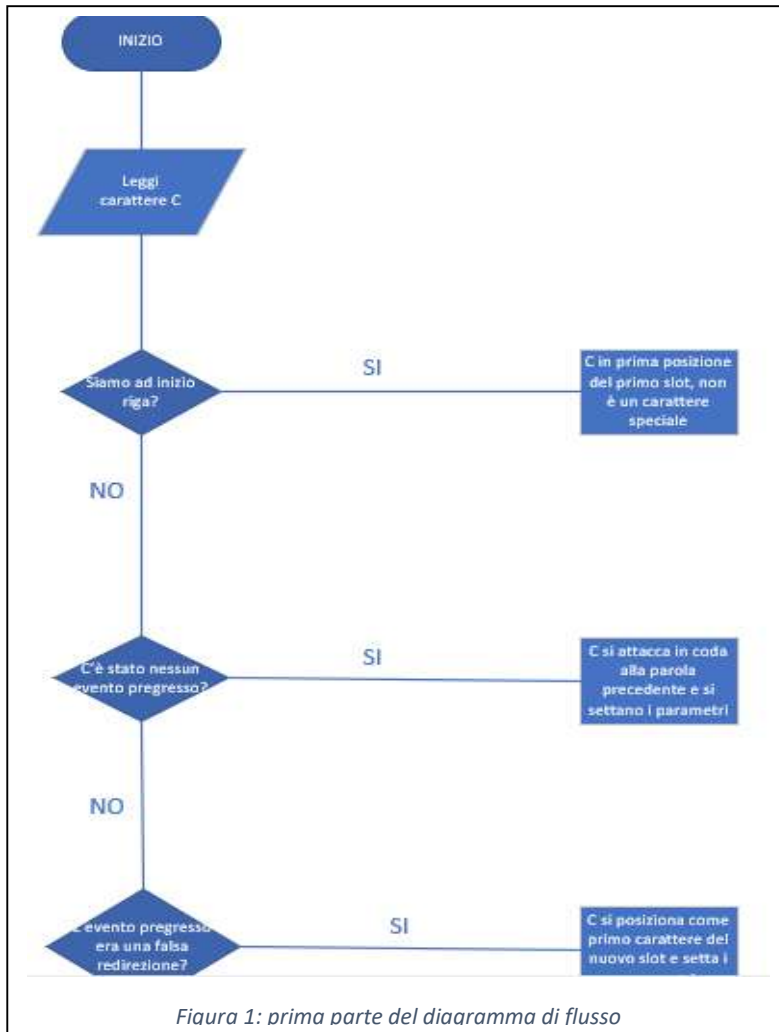 INIZIO
Leggi
carattere C
Siamo ad inizio
riga?
SI
C in prima posizione
del primo slot, non
è un carattere
speciale
NO
C'è stato nessun
evento pregresso?
SI
C si attacca in coda
alla parola
precedente e si
settano i parametri
NO
evento pregresso
era una falsa
redirezione?
SI
C si posiziona come
primo carattere del
nuovo slot e setta i
Figura 1: prima parte del diagramma di flusso